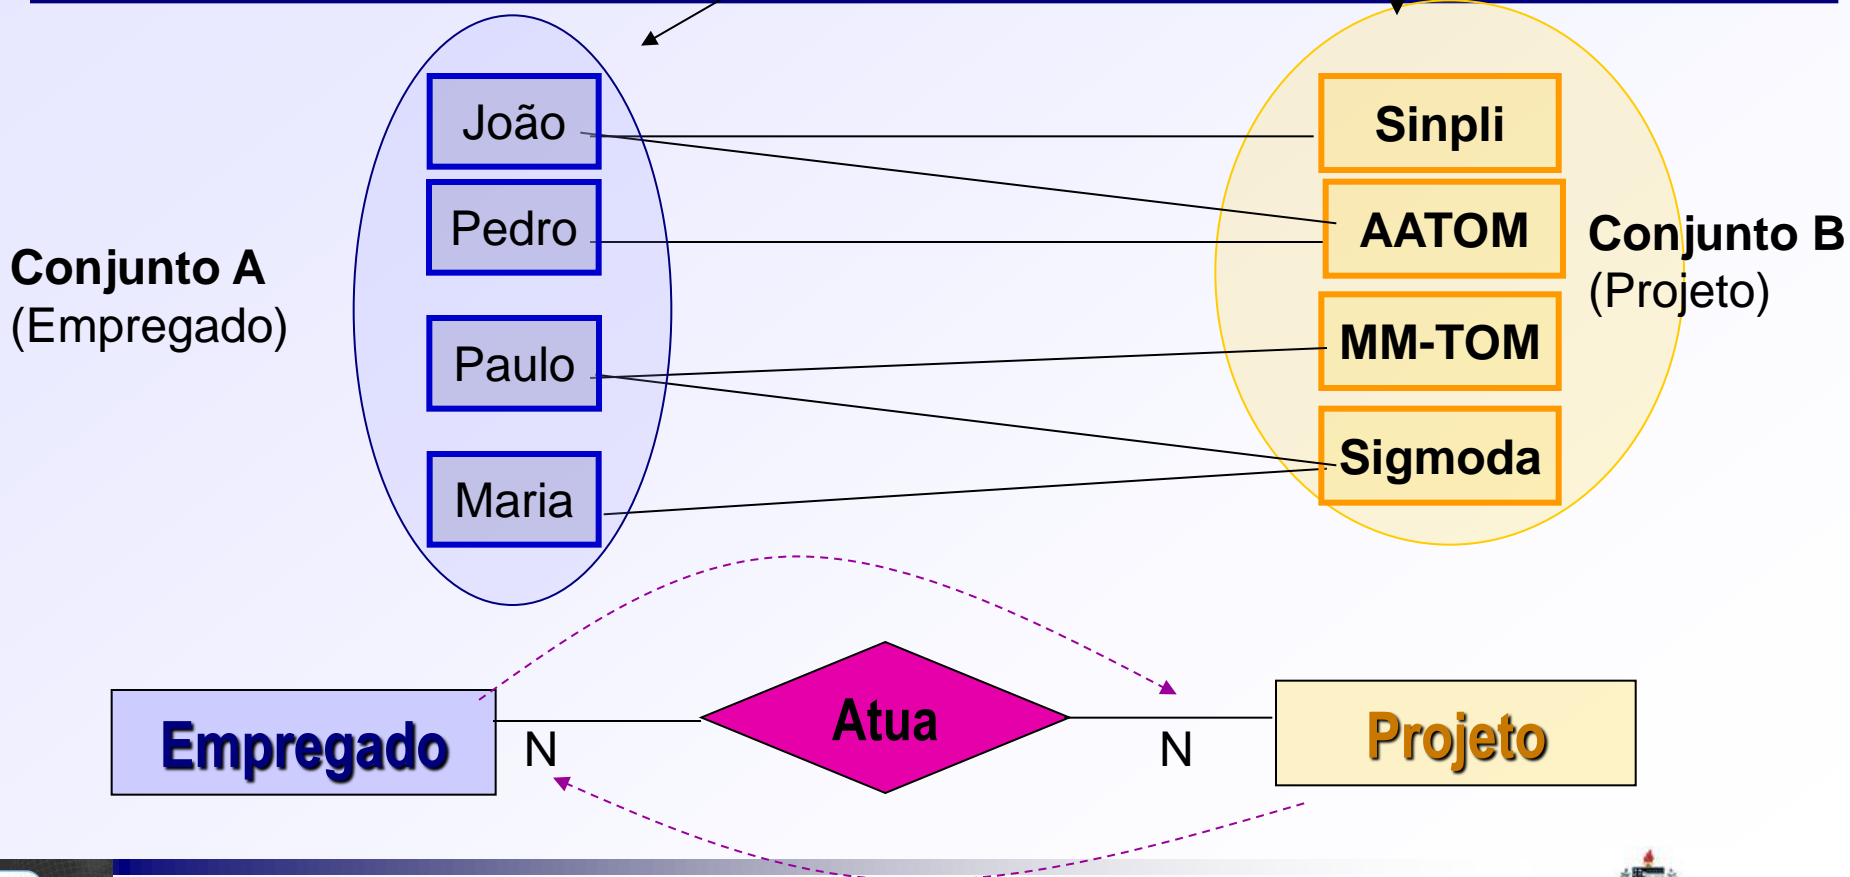 João
Pedro
Paulo
Maria
Conjunto A
(Empregado)
Sinpli
AATOM
MM-TOM
Sigmoda
Conjunto B
(Projeto)
Empregado
N
Atua
N
Projeto